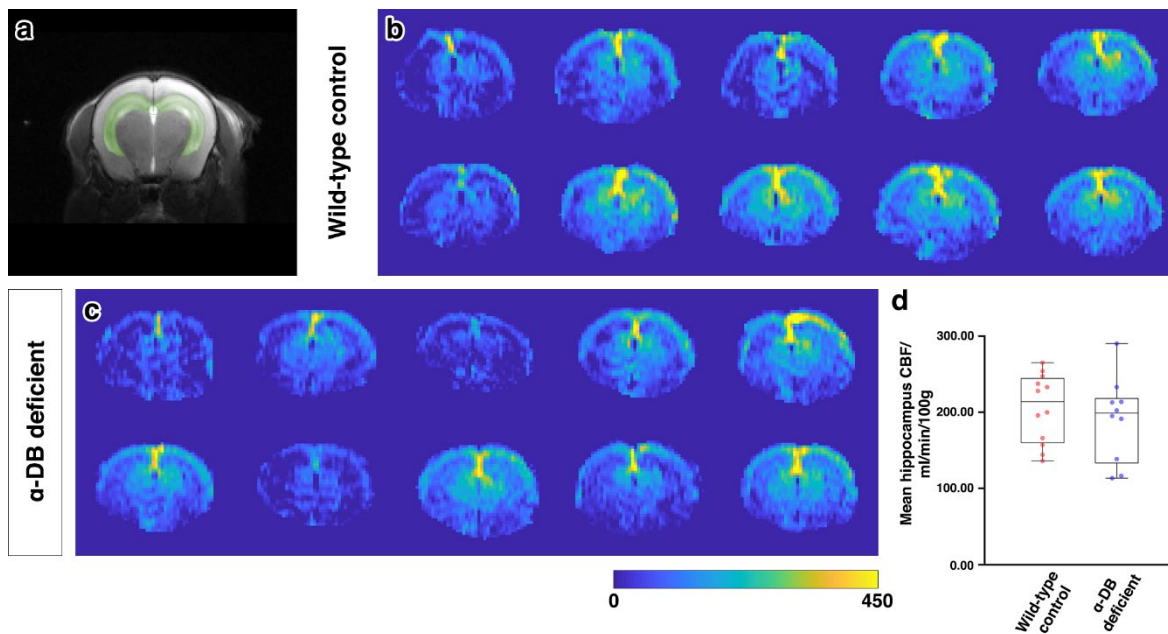 a
Wild-type control
b
α-DB deficient
c
0
450
d
Mean hippocampus CBF/
ml/min/100g
300.00
200.00
100.00
0.00
Wild-type
control
α-DB
deficient